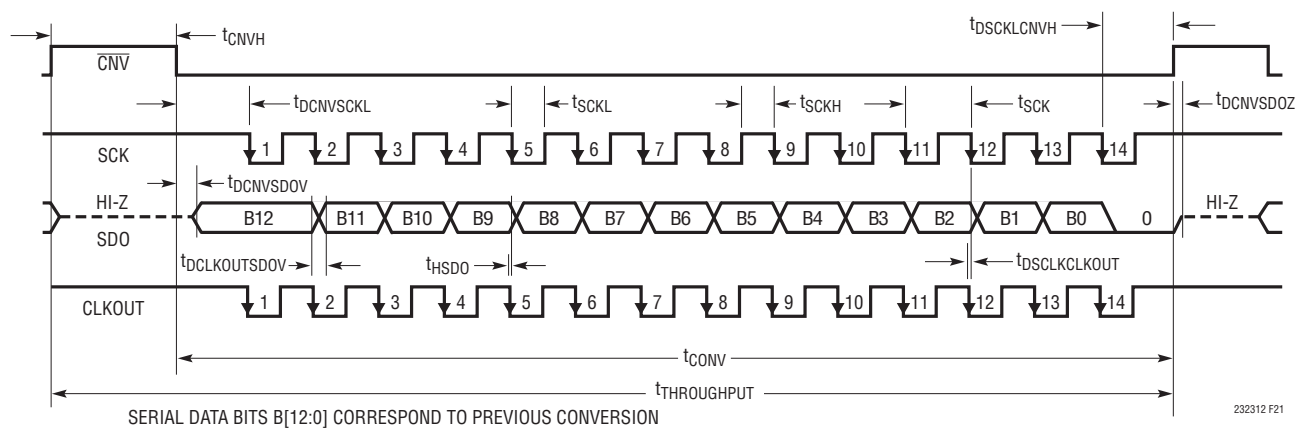 tCNVH
tDSCKLCNVH
CNV
tDCNVSCKL
tSCKL
tSCKH
tSCK
tDCNVSDOZ
SCK
1 2 3 4 5 6 7 8 9 10 11 12 13 14
tDCNVSDOV
HI-Z
SDO
B12 B11 B10 B9 B8 B7 B6 B5 B4 B3 B2 B1 B0 0
HI-Z
tDCLKOUTSDOV
tHSDO
tDSCLKCLKOUT
CLKOUT
1 2 3 4 5 6 7 8 9 10 11 12 13 14
tCONV
tTHROUGHPUT
SERIAL DATA BITS B[12:0] CORRESPOND TO PREVIOUS CONVERSION
232312 F21